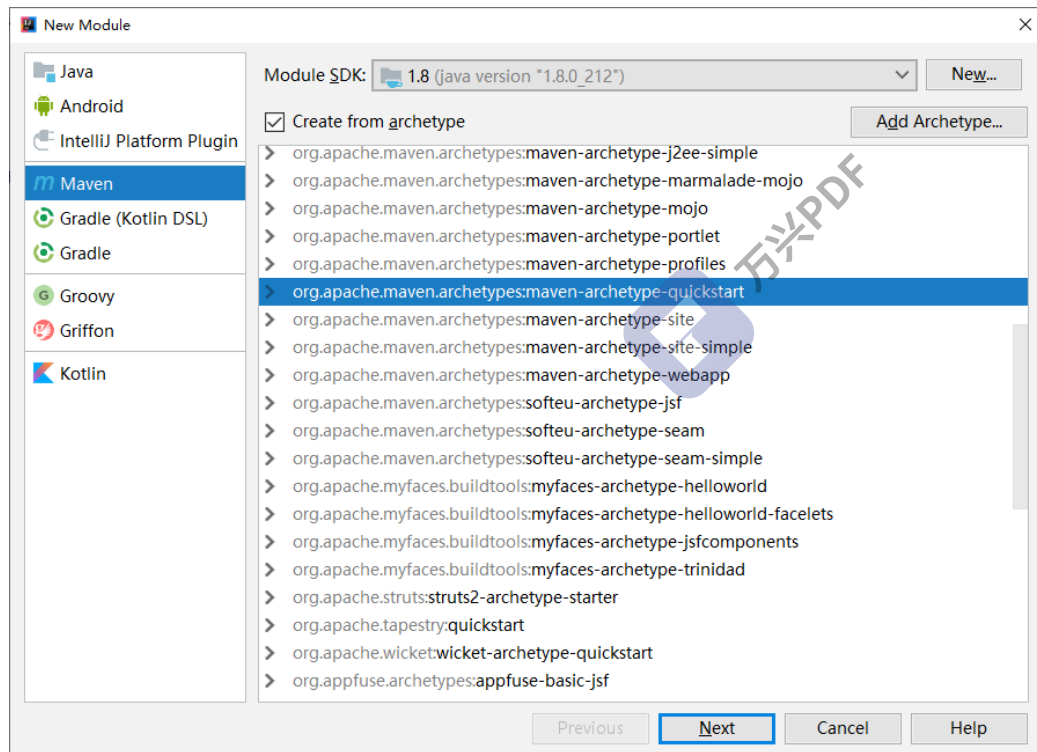 New Module
Java
Android
IntelliJ Platform Plugin
Maven
Gradle (Kotlin DSL)
Gradle
Groovy
Griffon
Kotlin
Module SDK: 1.8 (java version "1.8.0_212") New...
Create from archetype Add Archetype...
org.apache.maven.archetypes:maven-archetype-j2ee-simple
org.apache.maven.archetypes:maven-archetype-marmalade-mojo
org.apache.maven.archetypes:maven-archetype-mojo
org.apache.maven.archetypes:maven-archetype-portlet
org.apache.maven.archetypes:maven-archetype-profiles
org.apache.maven.archetypes:maven-archetype-quickstart
org.apache.maven.archetypes:maven-archetype-site
org.apache.maven.archetypes:maven-archetype-site-simple
org.apache.maven.archetypes:maven-archetype-webapp
org.apache.maven.archetypes:softeu-archetype-jsf
org.apache.maven.archetypes:softeu-archetype-seam
org.apache.maven.archetypes:softeu-archetype-seam-simple
org.apache.myfaces.buildtools:myfaces-archetype-helloworld
org.apache.myfaces.buildtools:myfaces-archetype-helloworld-facelets
org.apache.myfaces.buildtools:myfaces-archetype-jsfcomponents
org.apache.myfaces.buildtools:myfaces-archetype-trinidad
org.apache.struts:struts2-archetype-starter
org.apache.tapestry:quickstart
org.apache.wicket:wicket-archetype-quickstart
org.appfuse.archetypes:appfuse-basic-jsf
万兴PDF
Previous Next Cancel Help